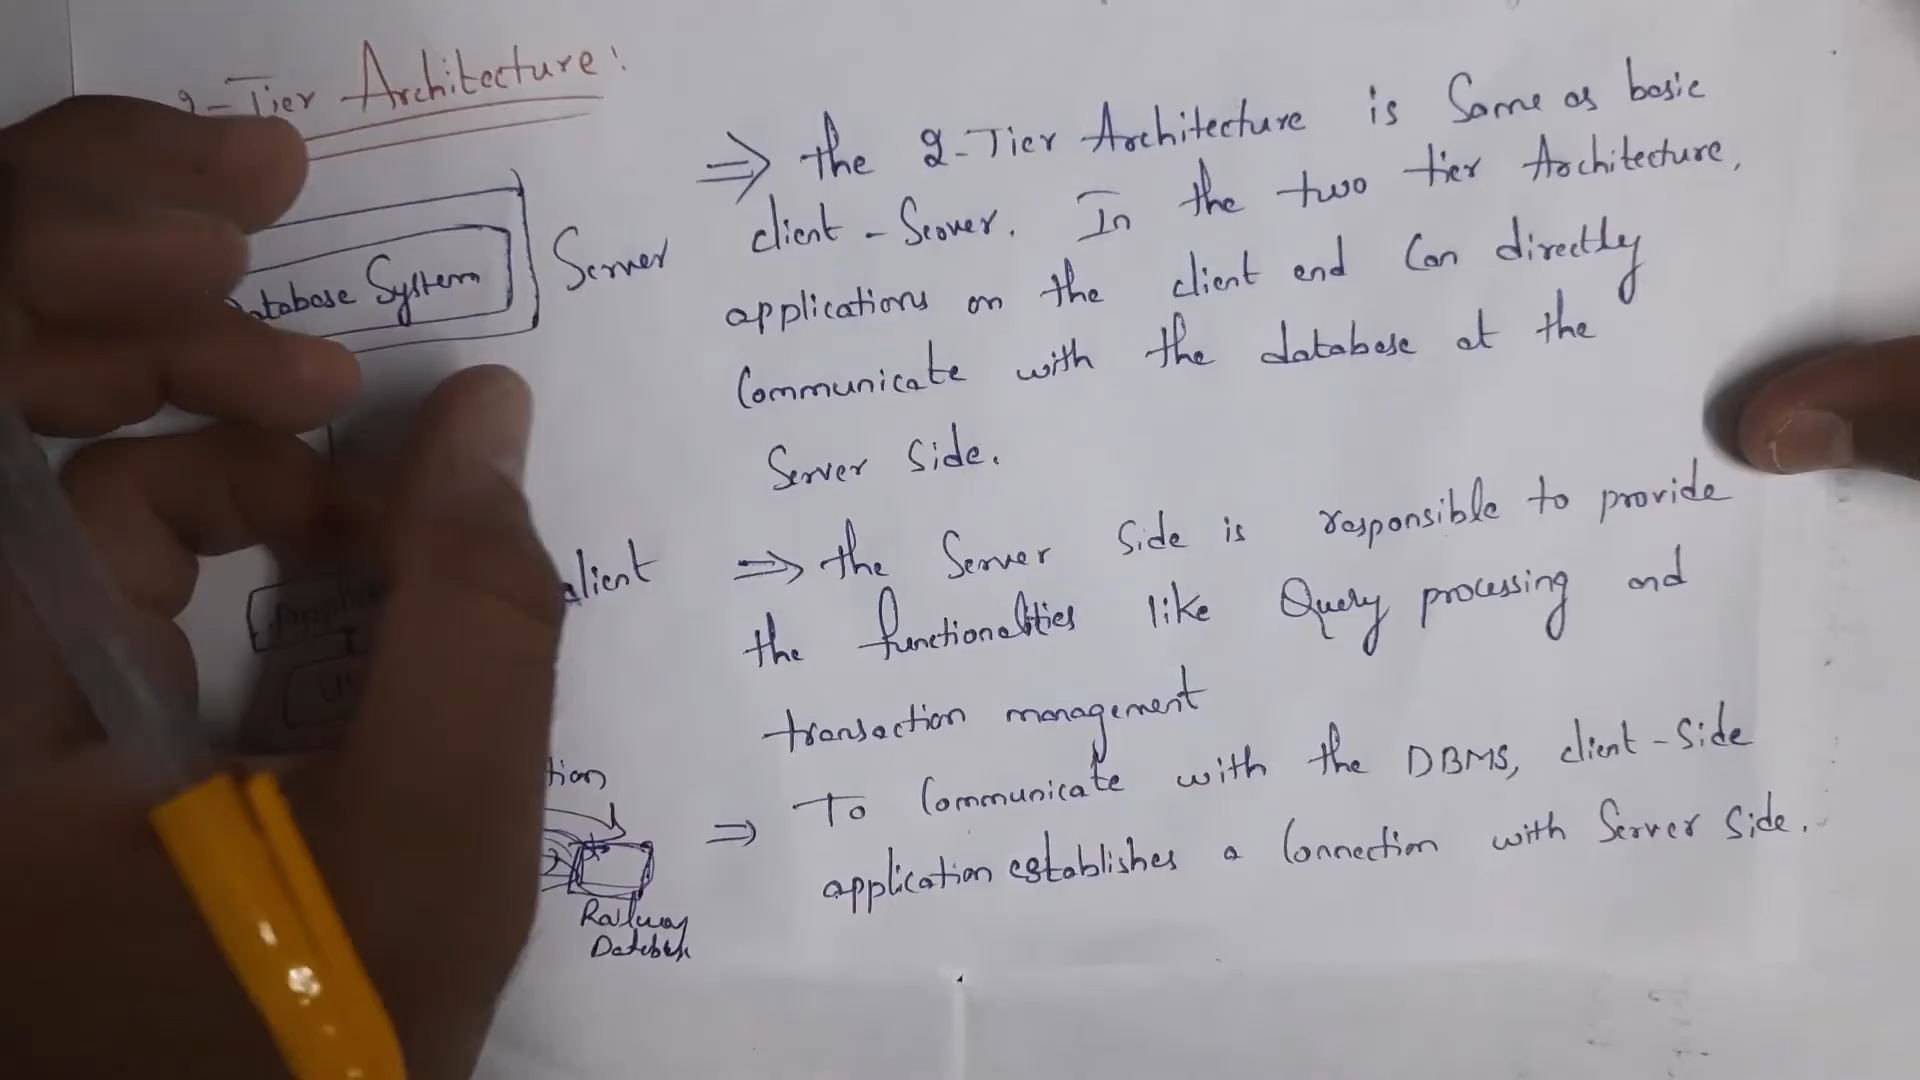 2-Tier Architecture:
Database System
Server
⇒ the 2-Tier Architecture is Same as basic
client - Server. In the two tier Architecture,
applications on the client end Can directly
Communicate with the database at the
Server Side.
client
⇒ the Server Side is responsible to provide
the functionalities like Query processing and
transaction management
⇒ To Communicate with the DBMS, client-Side
application establishes a Connection with Server Side.
tion
Railway